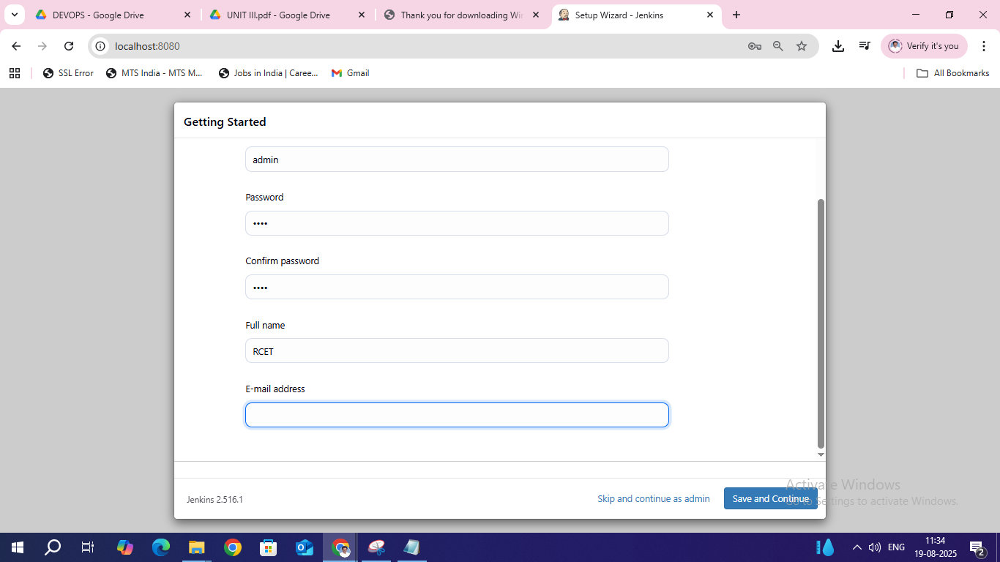 DEVOPS - Google Drive
UNIT III.pdf - Google Drive
Thank you for downloading Wi
Setup Wizard - Jenkins
localhost:8080
Verify it's you
SSL Error
MTS India - MTS M...
Jobs in India | Caree...
Gmail
All Bookmarks
Getting Started
admin
Password
••••
Confirm password
••••
Full name
RCET
E-mail address
Jenkins 2.516.1
Skip and continue as admin
Save and Continue
Activate Windows
Go to Settings to activate Windows.
ENG
11:34
19-08-2025
2